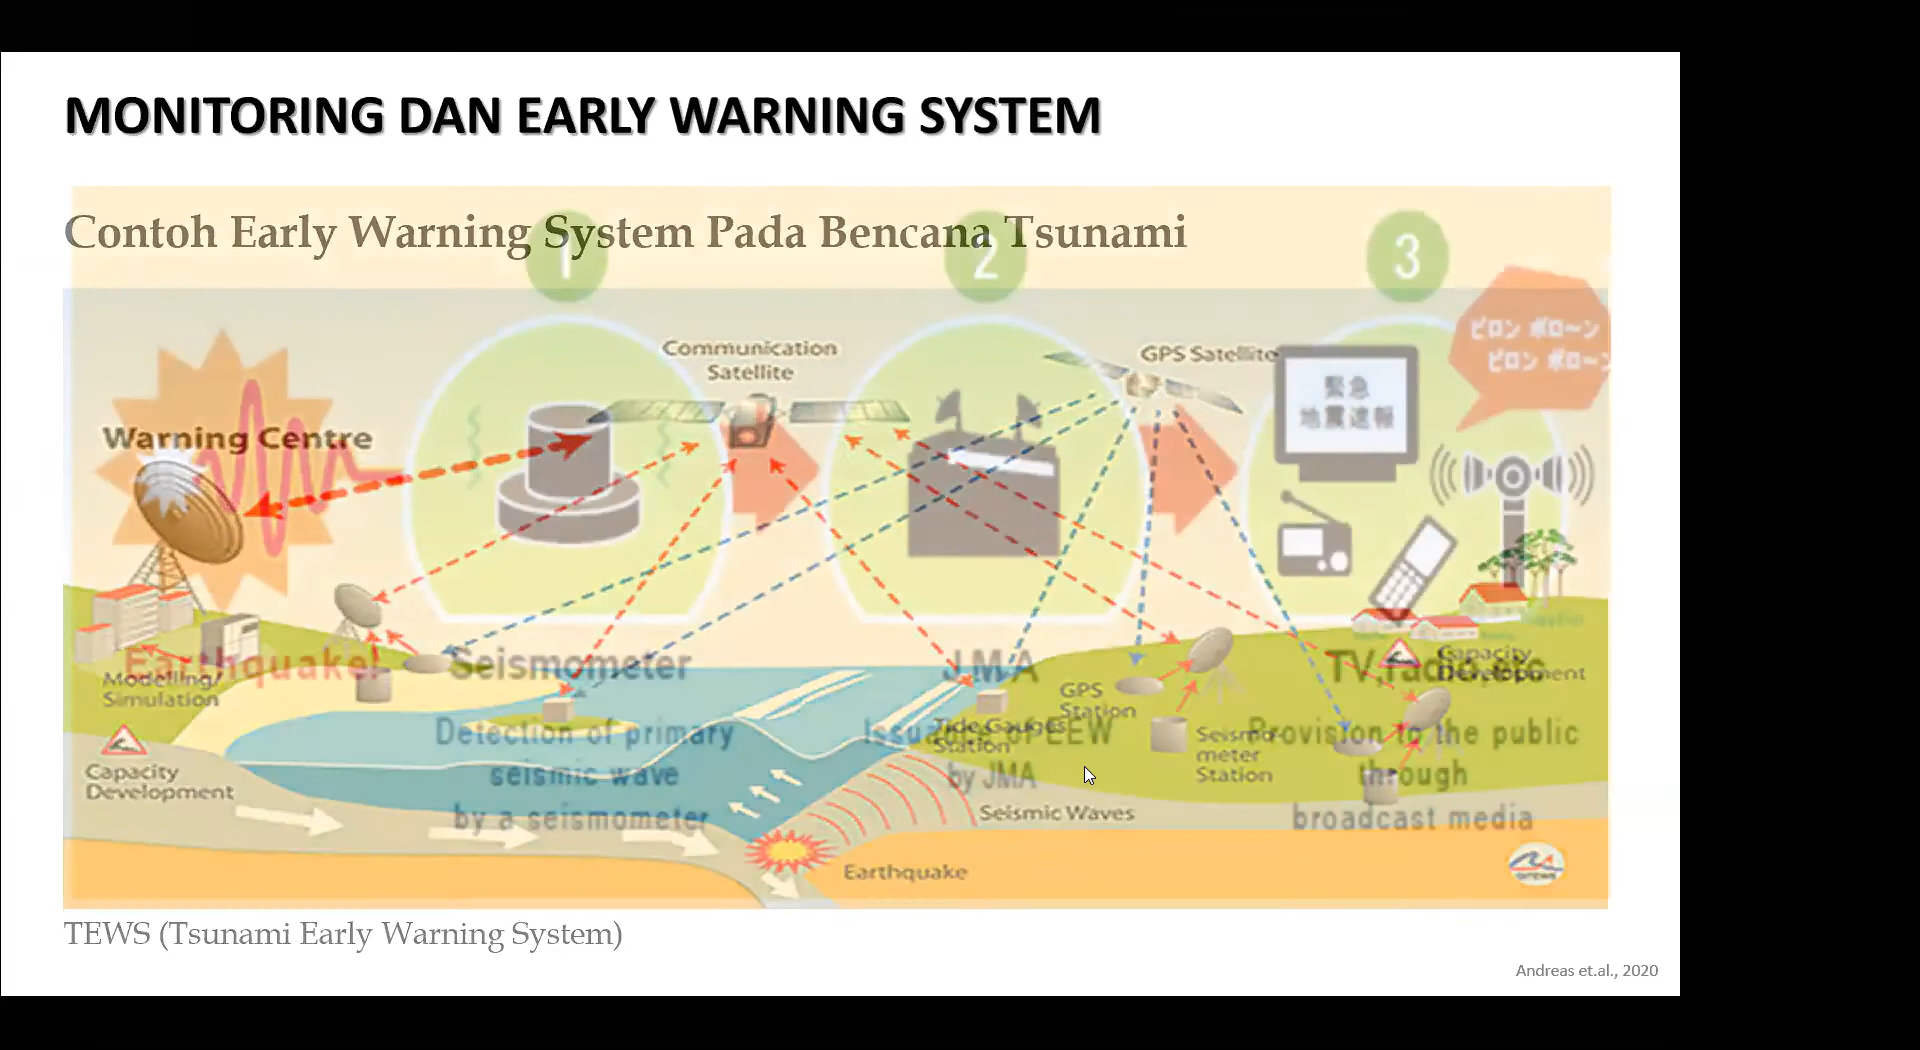 MONITORING DAN EARLY WARNING SYSTEM
Contoh Early Warning System Pada Bencana Tsunami
1
2
3
Communication
Satellite
GPS Satellite
ピロン ポローン
ピロン ポローン
緊急
地震速報
Warning Centre
Earthquake!
Seismometer
JMA
TV, radio, etc
Modelling/
Simulation
Capacity
Development
GPS
Station
Tide Gauges
Station
Seismo-
meter
Station
Capacity
Development
Detection of primary
seismic wave
by a seismometer
Issuance of EEW
by JMA
Provision to the public
through
broadcast media
Seismic Waves
Earthquake
TEWS (Tsunami Early Warning System)
Andreas et.al., 2020